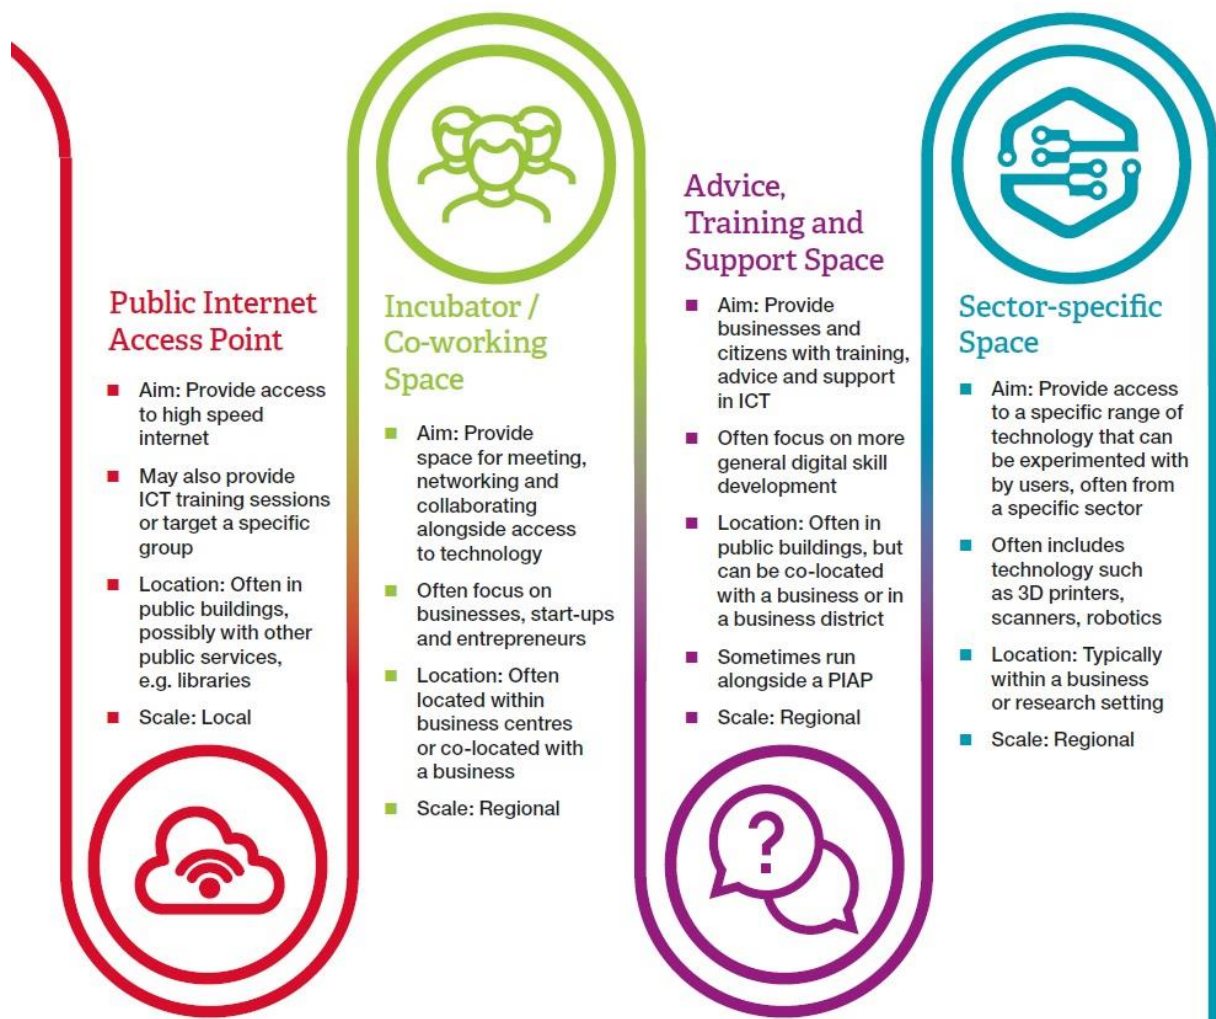 Public Internet
Access Point
■ Aim: Provide access
to high speed
internet
■ May also provide
ICT training sessions
or target a specific
group
■ Location: Often in
public buildings,
possibly with other
public services,
e.g. libraries
■ Scale: Local
Incubator /
Co-working
Space
■ Aim: Provide
space for meeting,
networking and
collaborating
alongside access
to technology
■ Often focus on
businesses, start-ups
and entrepreneurs
■ Location: Often
located within
business centres
or co-located with
a business
■ Scale: Regional
Advice,
Training and
Support Space
■ Aim: Provide
businesses and
citizens with training,
advice and support
in ICT
■ Often focus on more
general digital skill
development
■ Location: Often in
public buildings, but
can be co-located
with a business or in
a business district
■ Sometimes run
alongside a PIAP
■ Scale: Regional
?
Sector-specific
Space
■ Aim: Provide access
to a specific range of
technology that can
be experimented with
by users, often from
a specific sector
■ Often includes
technology such
as 3D printers,
scanners, robotics
■ Location: Typically
within a business
or research setting
■ Scale: Regional